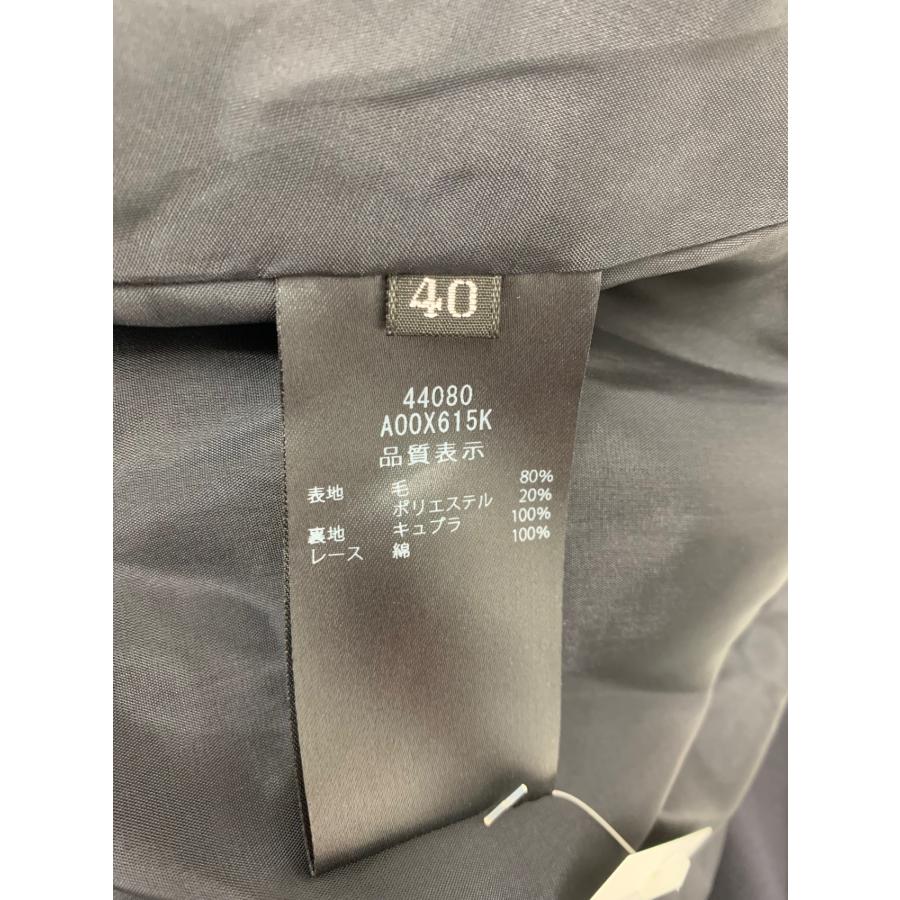 40
44080
A00X615K
品質表示
表地 毛 80%
ポリエステル 20%
裏地 キュプラ 100%
レース 綿 100%